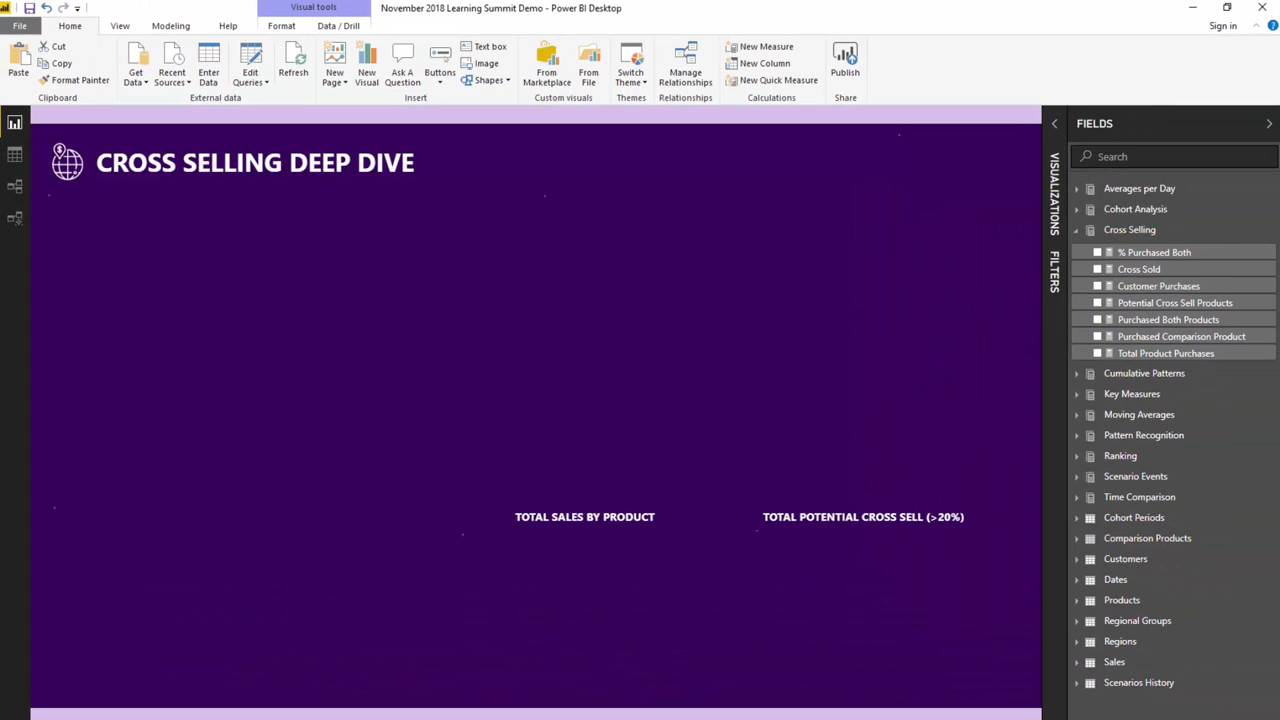 Visual tools
November 2018 Learning Summit Demo - Power BI Desktop
File
Home
View
Modeling
Help
Format
Data / Drill
Sign in
Paste
Cut
Copy
Format Painter
Clipboard
Get Data
Recent Sources
Enter Data
Edit Queries
Refresh
External data
New Page
New Visual
Ask A Question
Buttons
Text box
Image
Shapes
Insert
From Marketplace
From File
Custom visuals
Switch Theme
Themes
Manage Relationships
Relationships
New Measure
New Column
New Quick Measure
Calculations
Publish
Share
CROSS SELLING DEEP DIVE
TOTAL SALES BY PRODUCT
TOTAL POTENTIAL CROSS SELL (>20%)
VISUALIZATIONS
FILTERS
FIELDS
Search
Averages per Day
Cohort Analysis
Cross Selling
% Purchased Both
Cross Sold
Customer Purchases
Potential Cross Sell Products
Purchased Both Products
Purchased Comparison Product
Total Product Purchases
Cumulative Patterns
Key Measures
Moving Averages
Pattern Recognition
Ranking
Scenario Events
Time Comparison
Cohort Periods
Comparison Products
Customers
Dates
Products
Regional Groups
Regions
Sales
Scenarios History